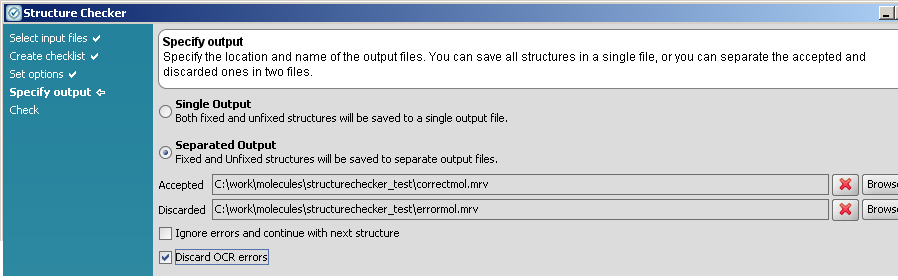 Structure Checker
Select input files
Create checklist
Set options
Specify output
Check
Specify output
Specify the location and name of the output files. You can save all structures in a single file, or you can separate the accepted and
discarded ones in two files.
Single Output
Both fixed and unfixed structures will be saved to a single output file.
Separated Output
Fixed and Unfixed structures will be saved to separate output files.
Accepted C:\work\molecules\structurechecker_test\correctmol.mrv Brows
Discarded C:\work\molecules\structurechecker_test\errormol.mrv Brows
Ignore errors and continue with next structure
Discard OCR errors